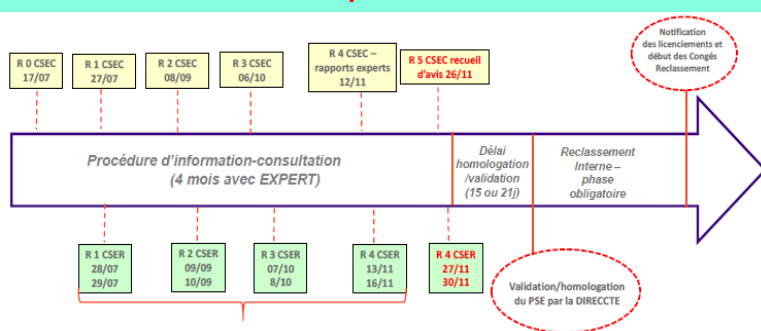 Notification
des licenciements et
début des Congés
Reclassement
R 0 CSEC
17/07
R 1 CSEC
27/07
R 2 CSEC
08/09
R 3 CSEC
06/10
R 4 CSEC –
rapports experts
12/11
R 5 CSEC recueil
d'avis 26/11
Procédure d'information-consultation
(4 mois avec EXPERT)
Délai
homologation
/validation
(15 ou 21j)
Reclassement
Interne –
phase
obligatoire
R 1 CSER
28/07
29/07
R 2 CSER
09/09
10/09
R 3 CSER
07/10
8/10
R 4 CSER
13/11
16/11
R 4 CSER
27/11
30/11
Validation/homologation
du PSE par la DIRECCTE